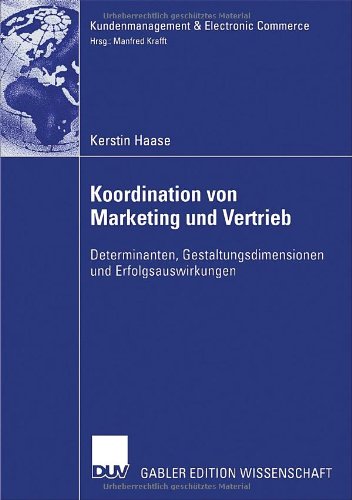 Urheberrechtlich geschütztes Material
Kundenmanagement & Electronic Commerce
Hrsg.: Manfred Krafft
Kerstin Haase
Koordination von
Marketing und Vertrieb
Determinanten, Gestaltungsdimensionen
und Erfolgsauswirkungen
DUV
GABLER EDITION WISSENSCHAFT
Urheberrechtlich geschütztes Material